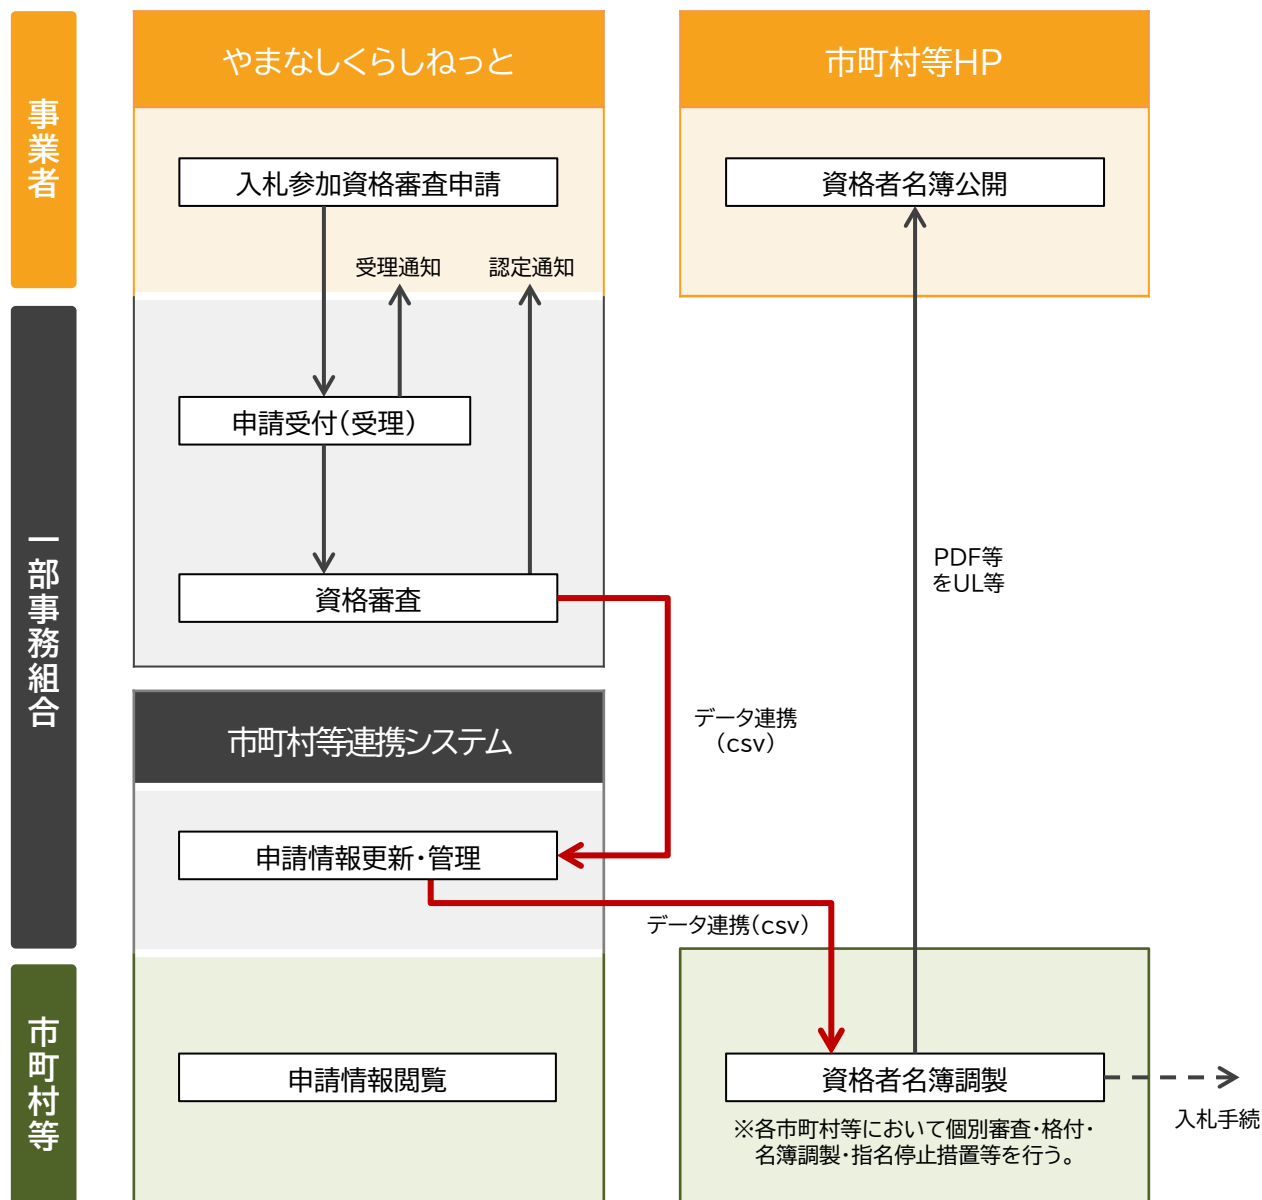 事業者
やまなしくらしねっと
市町村等HP
入札参加資格審査申請
資格者名簿公開
受理通知
認定通知
一部事務組合
申請受付(受理)
資格審査
PDF等
をUL等
データ連携
(csv)
市町村等連携システム
申請情報更新・管理
データ連携(csv)
市町村等
申請情報閲覧
資格者名簿調製
入札手続
※各市町村等において個別審査・格付・
名簿調製・指名停止措置等を行う。